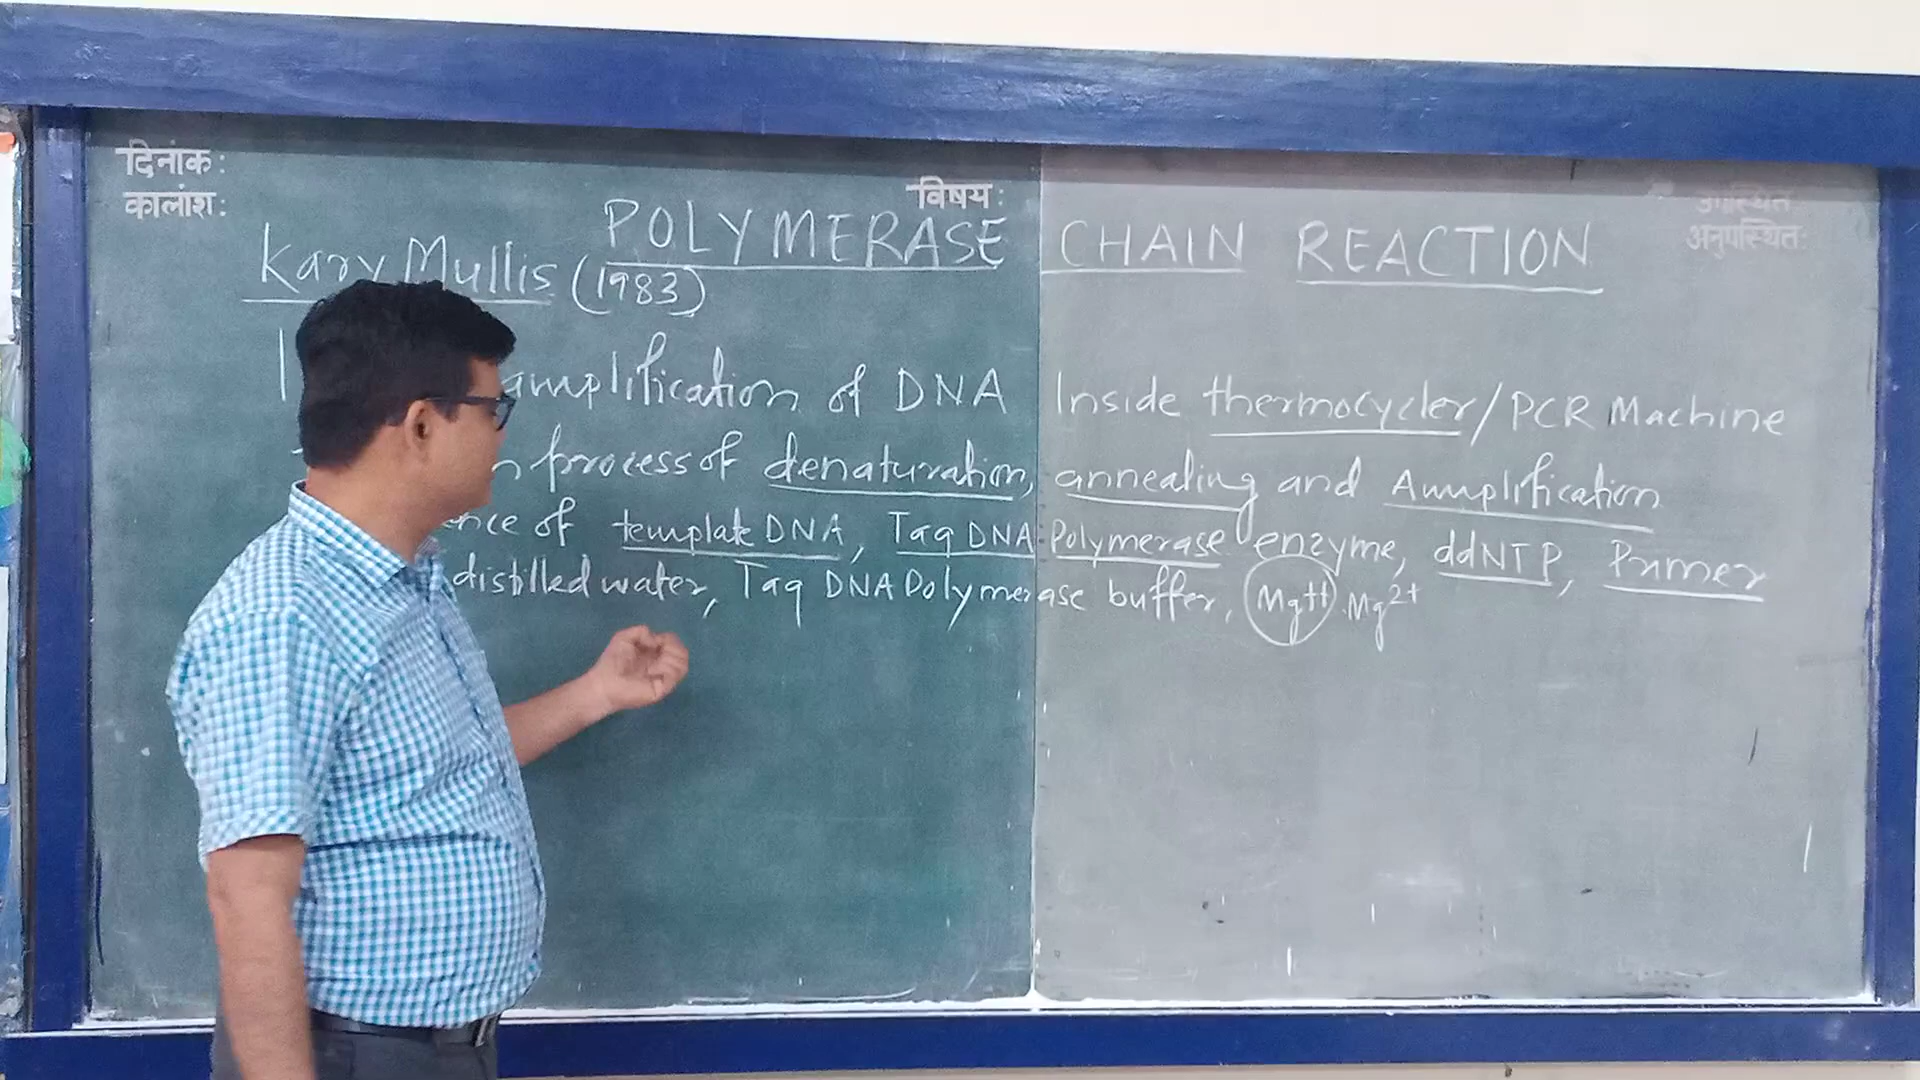 दिनांक:
कालांश:
विषय:
उपस्थित
अनुपस्थित:
POLYMERASE CHAIN REACTION
Kary Mullis (1983)
amplification of DNA Inside thermocycler/PCR Machine
process of denaturation, annealing and Amplification
of template DNA, Taq DNA Polymerase enzyme, ddNTP, Primer
distilled water, Taq DNA Polymerase buffer, Mg++ Mg2+